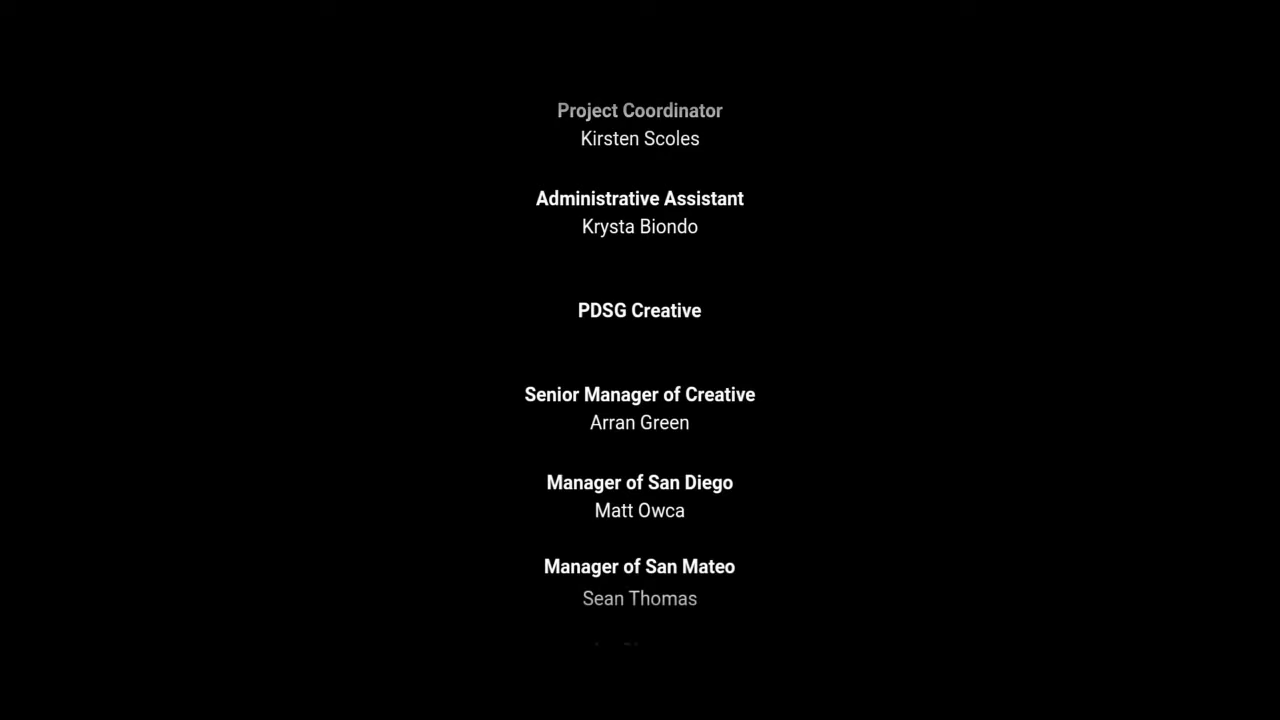 Project Coordinator
Kirsten Scoles
Administrative Assistant
Krysta Biondo
PDSG Creative
Senior Manager of Creative
Arran Green
Manager of San Diego
Matt Owca
Manager of San Mateo
Sean Thomas